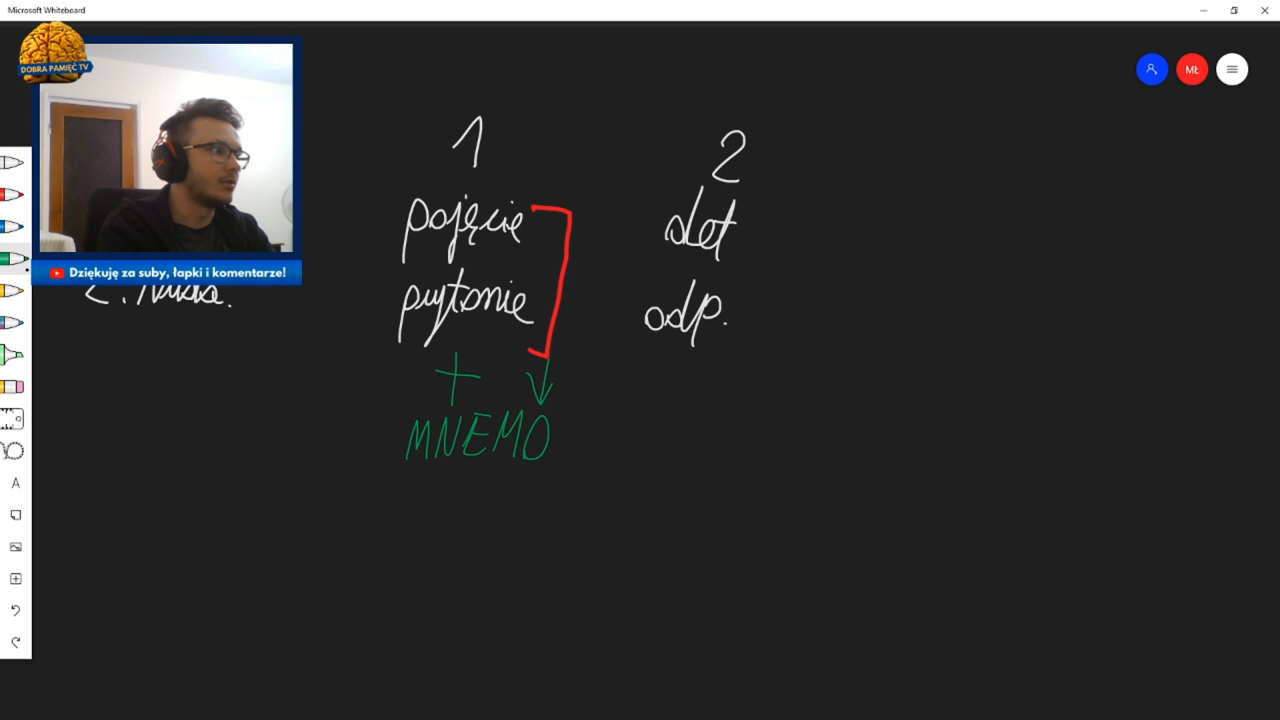 Microsoft Whiteboard
DOBRA PAMIĘĆ TV
MŁ
Dziękuję za suby, łapki i komentarze!
1
2
pojęcie
def
pytanie
odp.
+
MNEMO
A